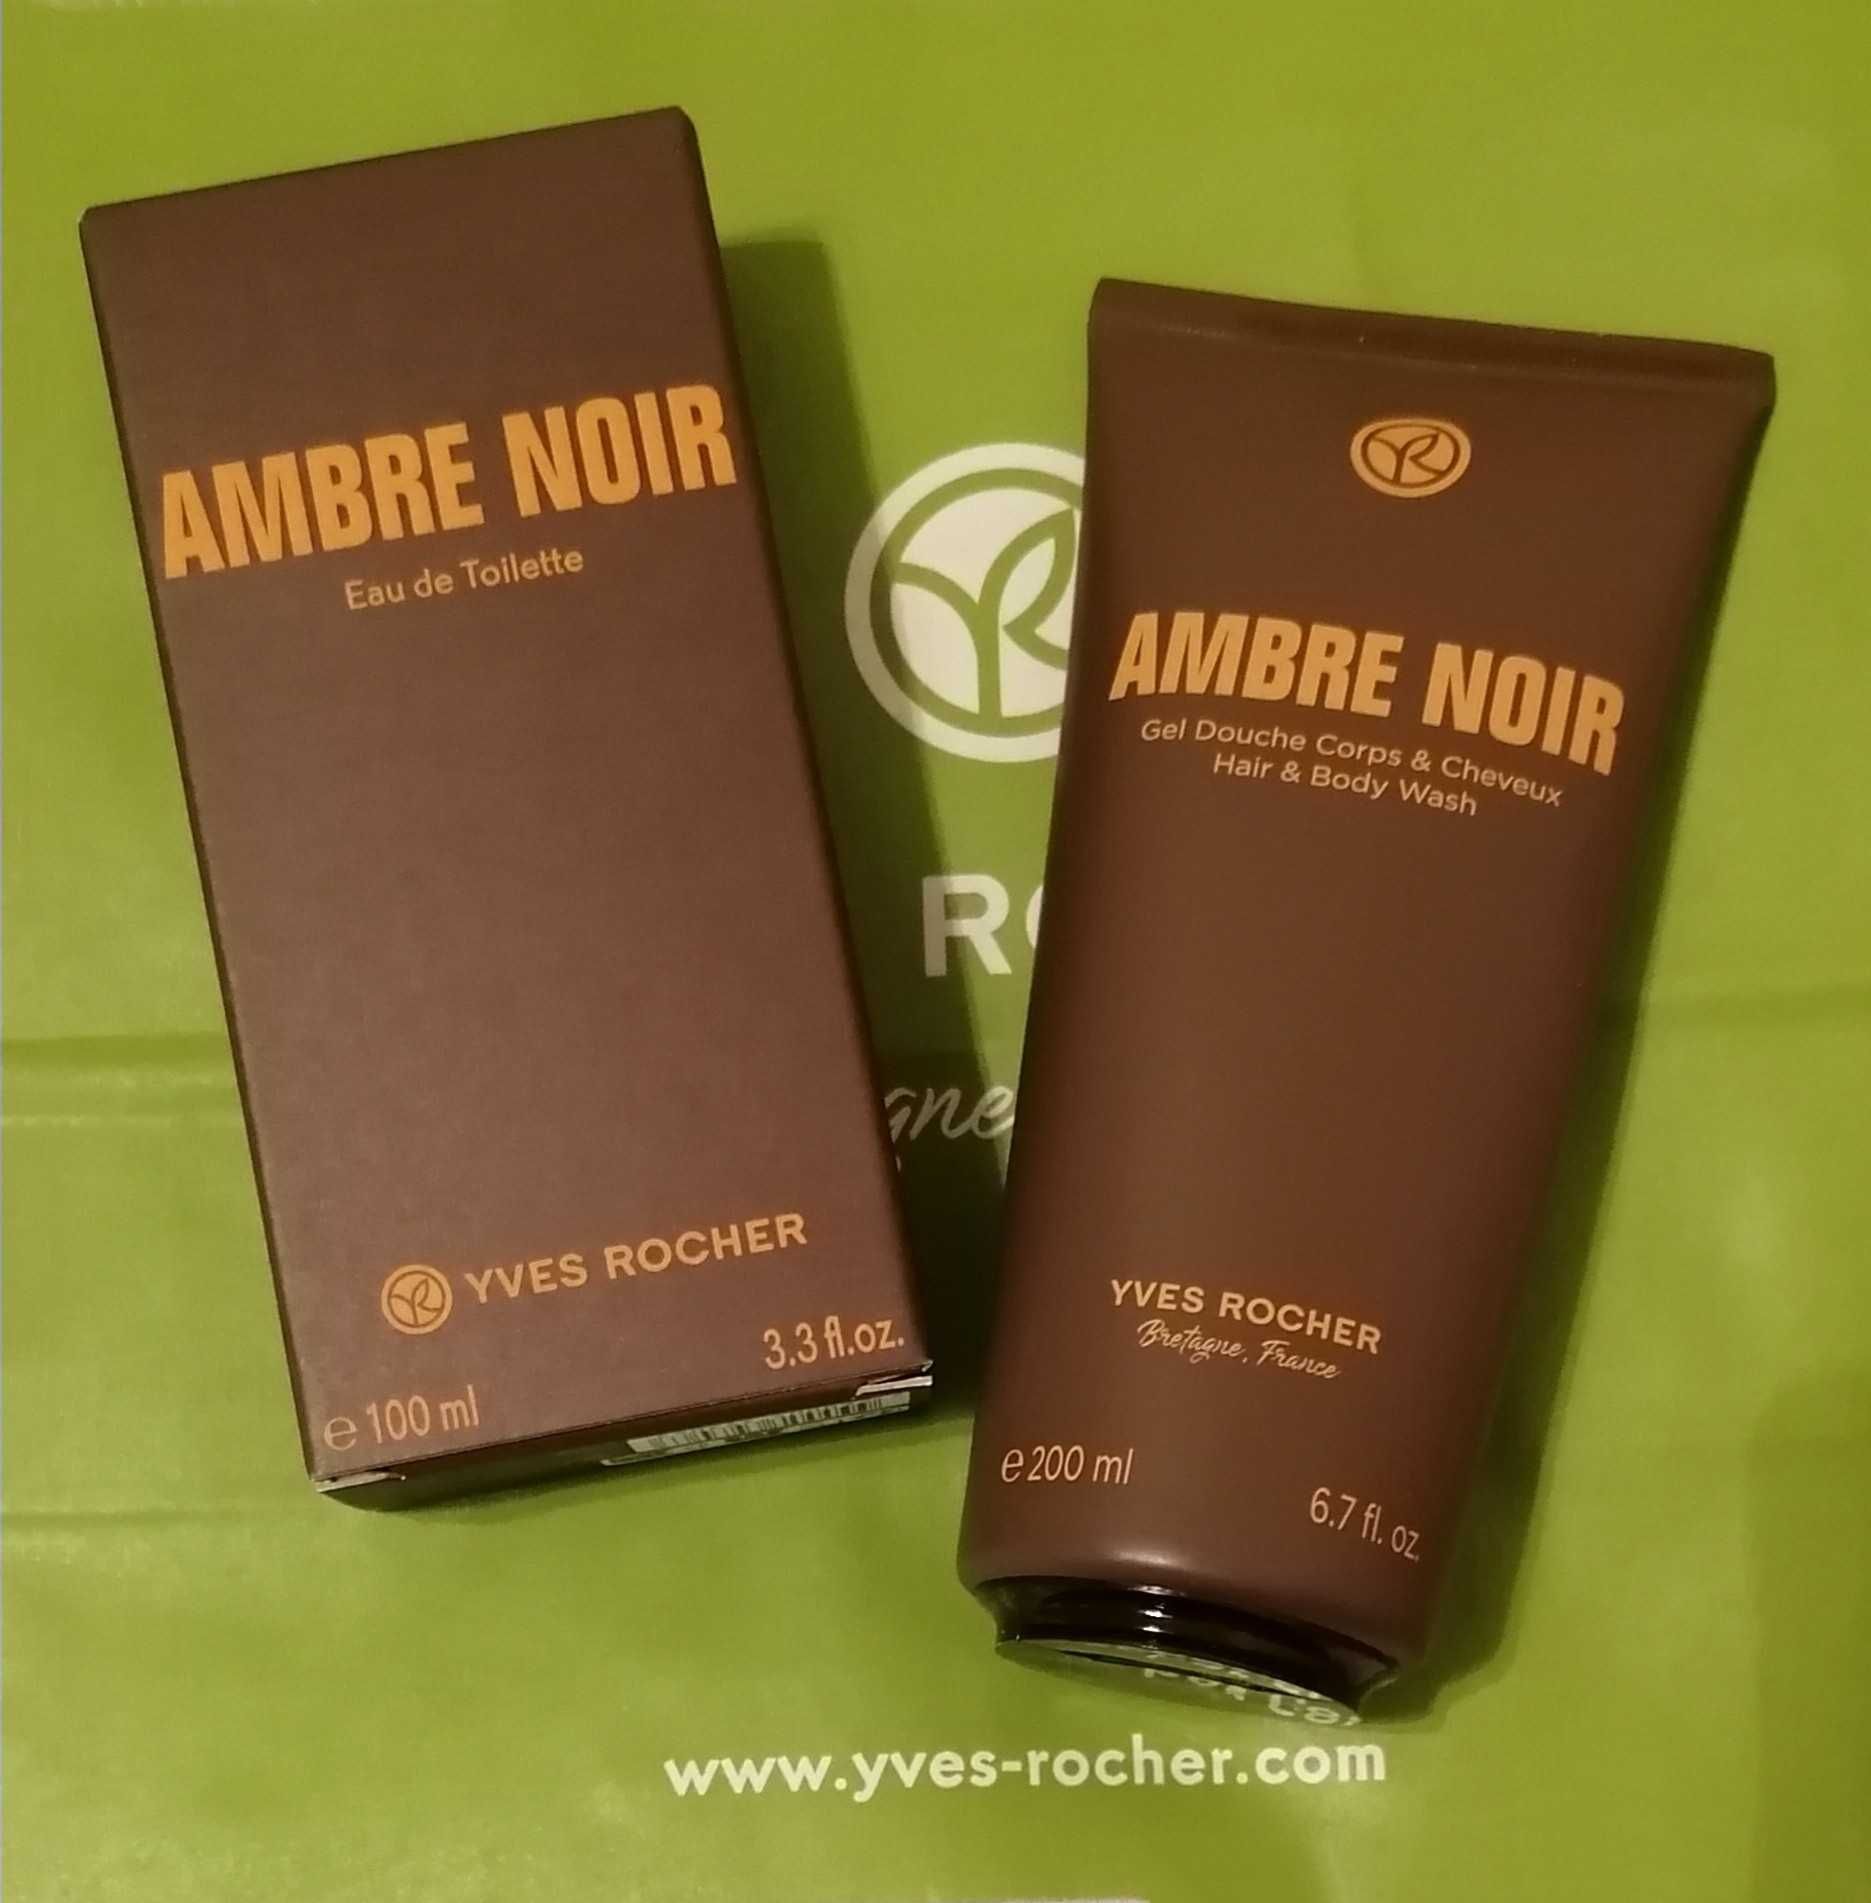 AMBRE NOIR
Eau de Toilette
YVES ROCHER
3.3 fl.oz.
e 100 ml
AMBRE NOIR
Gel Douche Corps & Cheveux
Hair & Body Wash
YVES ROCHER
Bretagne, France
e 200 ml
6.7 fl. oz.
www.yves-rocher.com